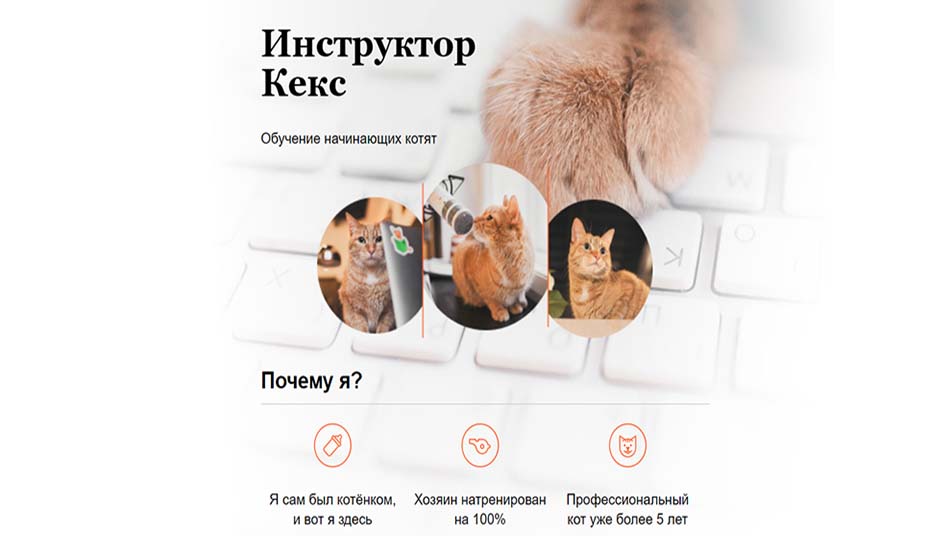 Инструктор
Кекс
Обучение начинающих котят
Почему я?
Я сам был котёнком,
и вот я здесь
Хозяин натренирован
на 100%
Профессиональный
кот уже более 5 лет